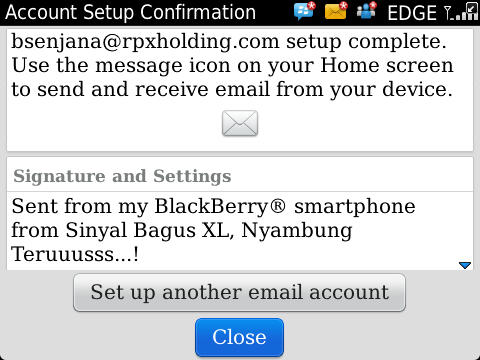 Account Setup Confirmation EDGE
bsenjana@rpxholding.com setup complete.
Use the message icon on your Home screen
to send and receive email from your device.
Signature and Settings
Sent from my BlackBerry® smartphone
from Sinyal Bagus XL, Nyambung
Teruuusss...!
Set up another email account
Close